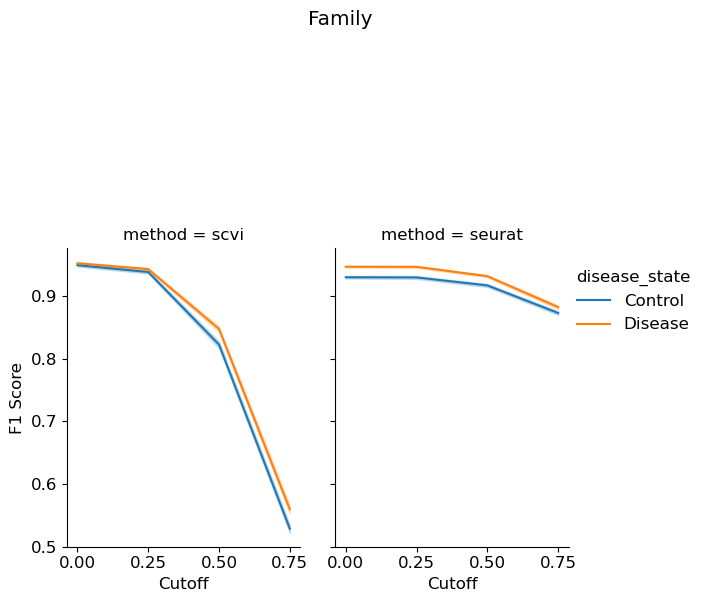 Family
method = scvi
method = seurat
disease_state
Control
Disease
F1 Score
0.9
0.8
0.7
0.6
0.5
0.00 0.25 0.50 0.75
0.00 0.25 0.50 0.75
Cutoff
Cutoff